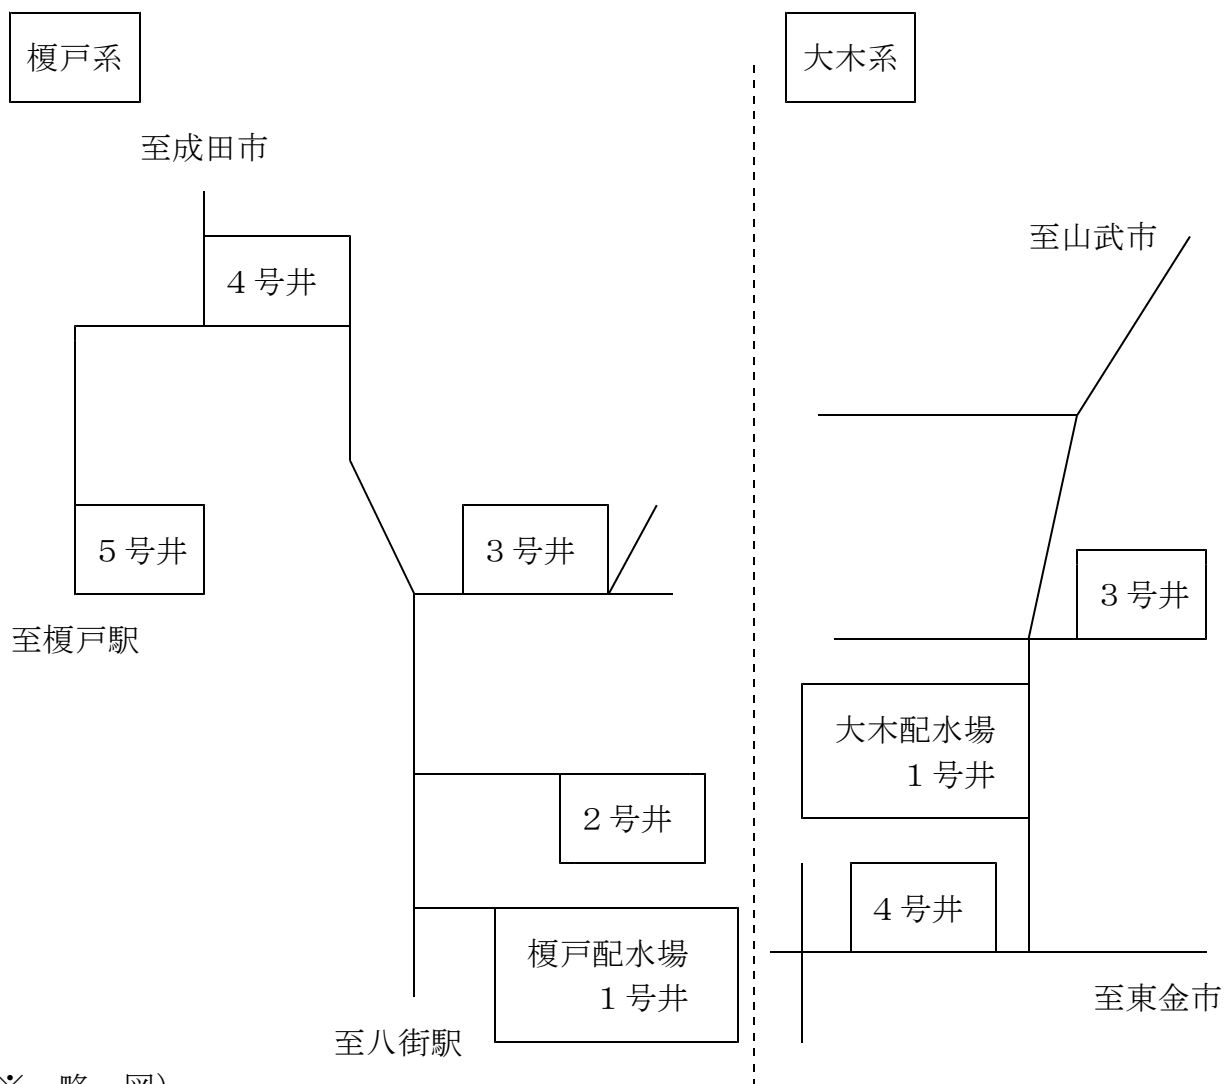 榎戸系
至成田市
４号井
５号井
３号井
至榎戸駅
２号井
榎戸配水場
１号井
至八街駅
※　略　図）
大木系
至山武市
３号井
大木配水場
１号井
４号井
至東金市